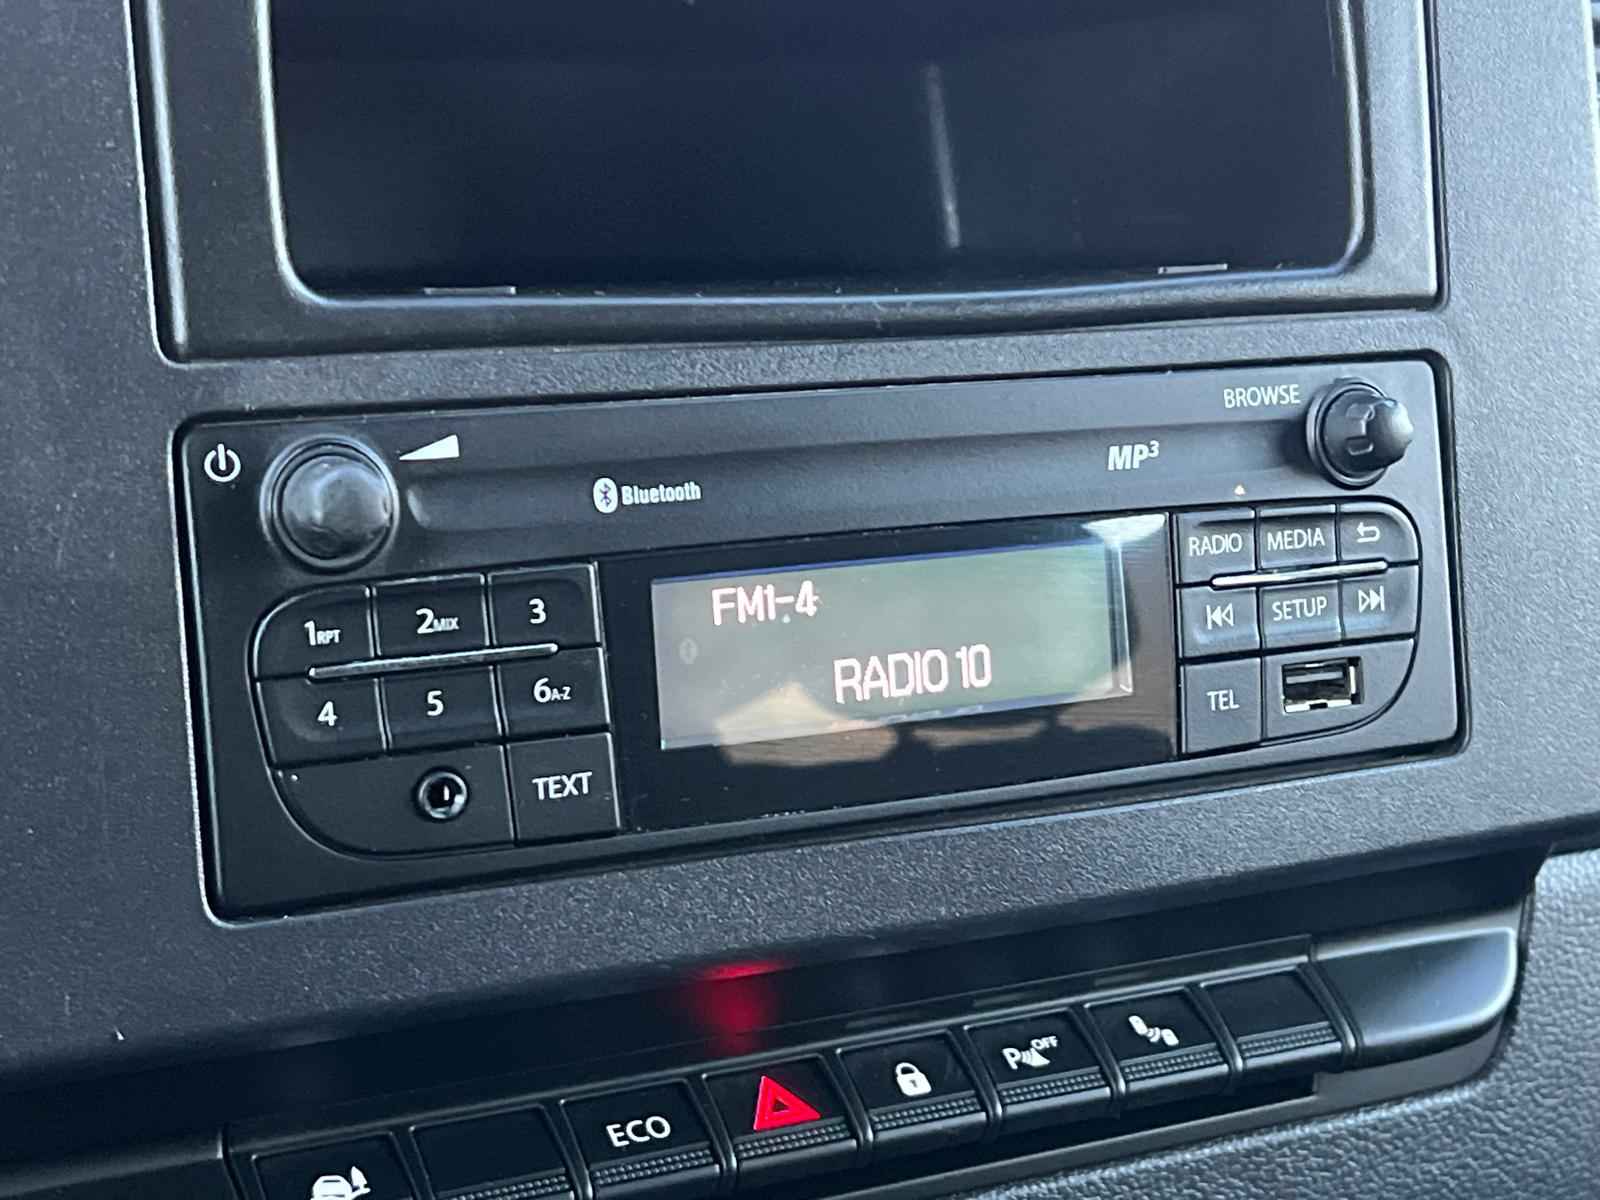 BROWSE
MP3
Bluetooth
RADIO MEDIA
FM1-4
1RPT 2MIX 3
SETUP
RADIO 10
4 5 6A-Z
TEL
TEXT
P OFF
ECO